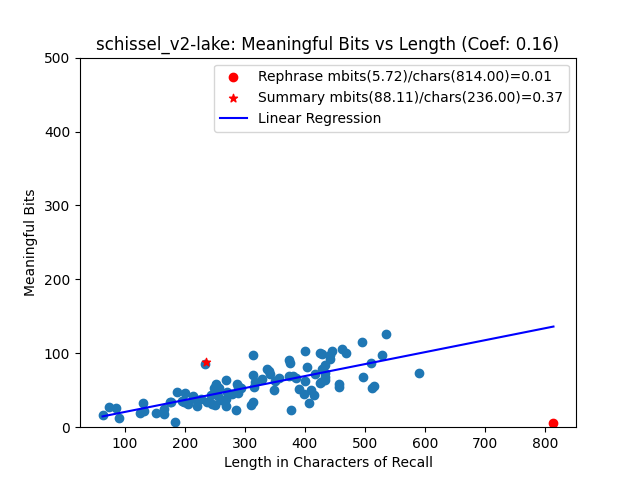 schissel_v2-lake: Meaningful Bits vs Length (Coef: 0.16)
Rephrase mbits(5.72)/chars(814.00)=0.01
Summary mbits(88.11)/chars(236.00)=0.37
Linear Regression
Meaningful Bits
500
400
300
200
100
0
100 200 300 400 500 600 700 800
Length in Characters of Recall